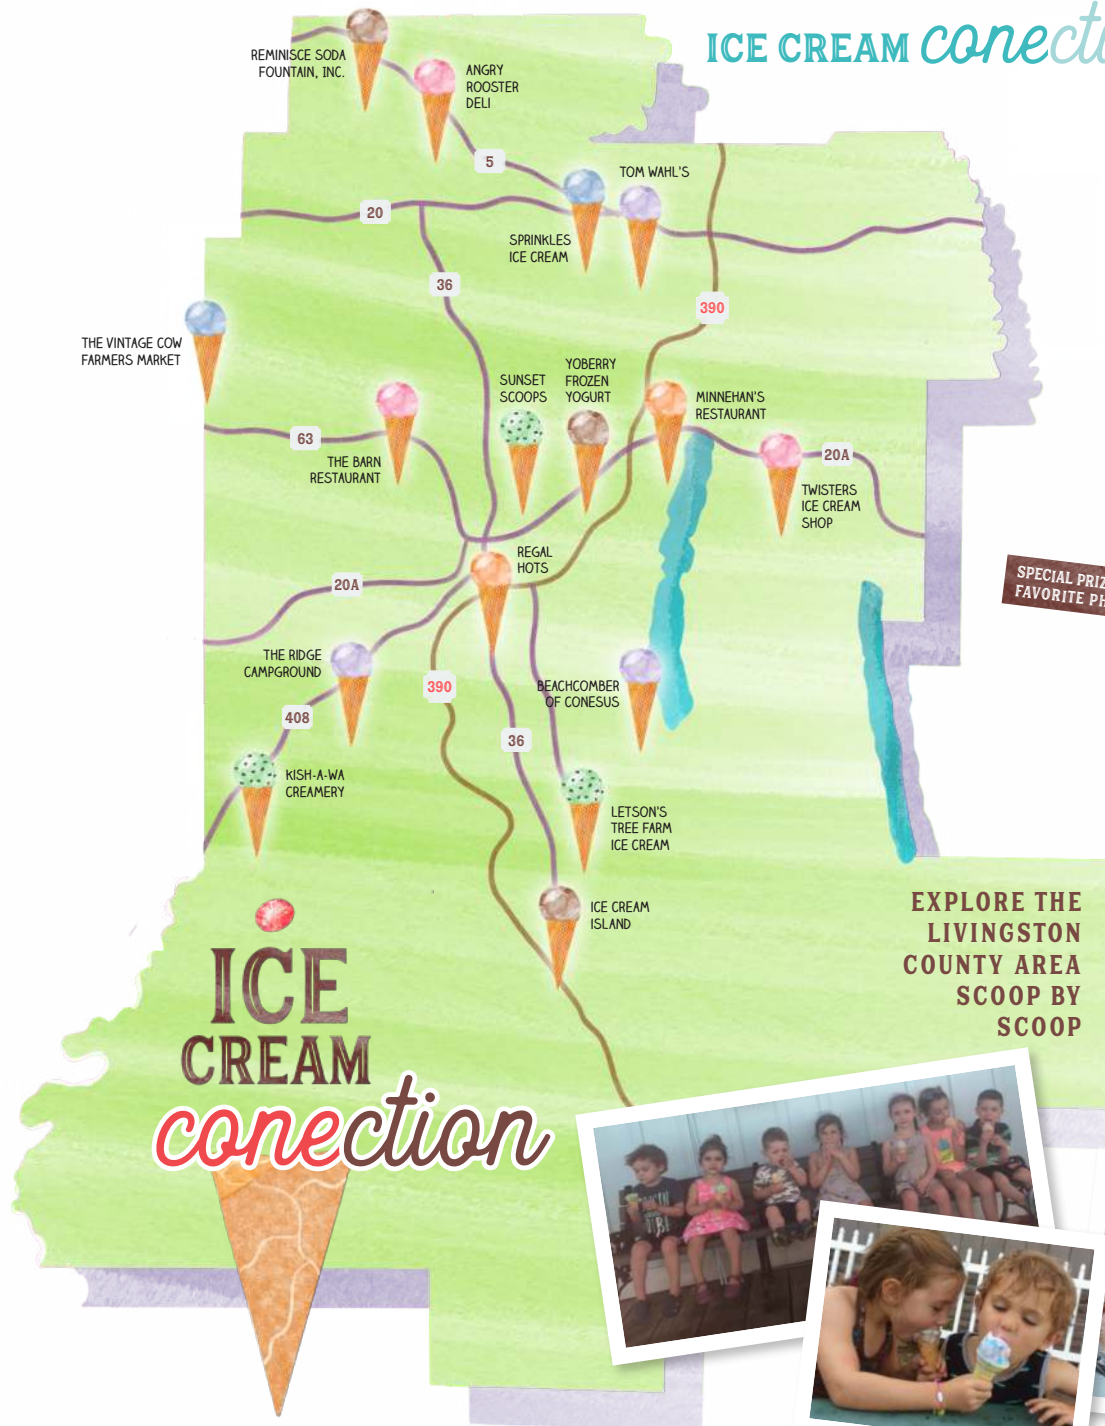 ICE CREAM
REMINISCE SODA
FOUNTAIN, INC.
ANGRY
ROOSTER
DELI
5
TOM WAHL'S
20
SPRINKLES
ICE CREAM
36
390
THE VINTAGE COW
FARMERS MARKET
YOBERRY
FROZEN
YOGURT
SUNSET
SCOOPS
MINNEHAN'S
RESTAURANT
63
20A
THE BARN
RESTAURANT
TWISTERS
ICE CREAM
SHOP
REGAL
HOTS
20A
SPECIAL
FAVORITE
THE RIDGE
CAMPGROUND
390
BEACHCOMBER
OF CONESUS
408
36
KISH-A-WA
CREAMERY
LETSON'S
TREE FARM
ICE CREAM
ICE CREAM
ISLAND
EXPLORE THE
LIVINGSTON
COUNTY AREA
SCOOP BY
SCOOP
ICE
CREAM
conection